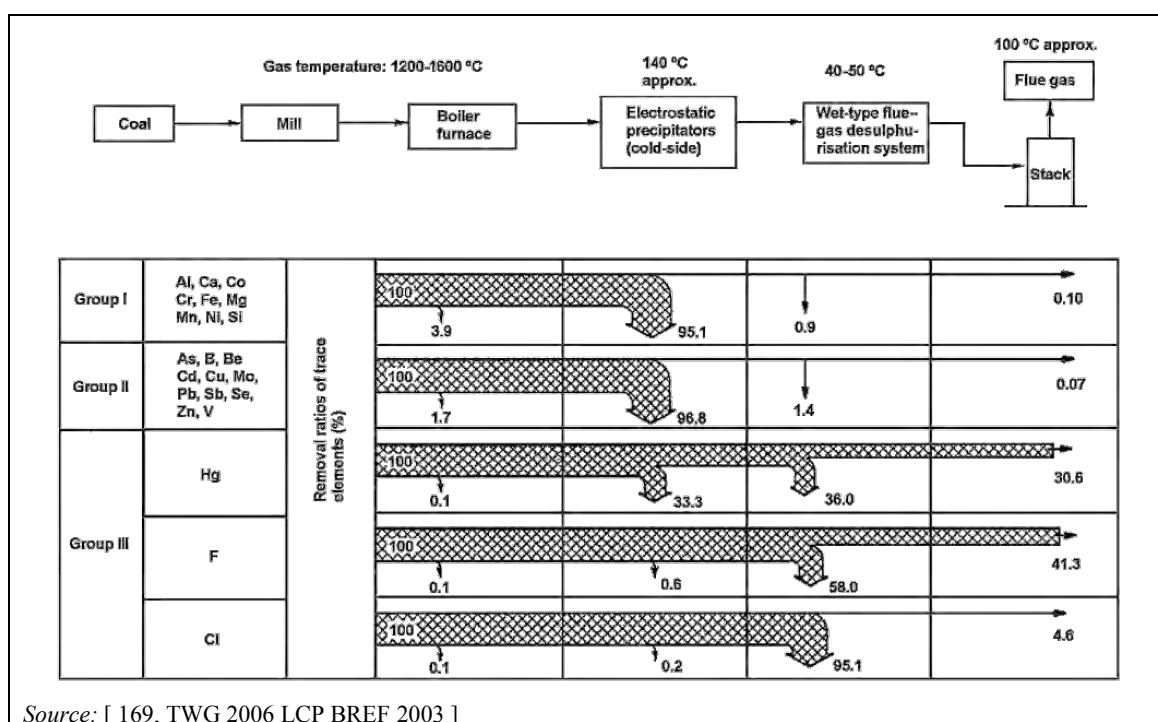 100 ºC approx.
Gas temperature: 1200-1600 ºC
140 ºC
approx.
40-50 ºC
Flue gas
Coal
Mill
Boiler
furnace
Electrostatic
precipitators
(cold-side)
Wet-type flue-
gas desulphu-
risation system
Stack
Removal ratios of trace
elements (%)
Group I
Al, Ca, Co
Cr, Fe, Mg
Mn, Ni, Si
100
3.9
95.1
0.9
0.10
Group II
As, B, Be
Cd, Cu, Mo,
Pb, Sb, Se,
Zn, V
100
1.7
96.8
1.4
0.07
Group III
Hg
100
0.1
33.3
36.0
30.6
F
100
0.1
0.6
58.0
41.3
Cl
100
0.1
0.2
95.1
4.6
Source: [ 169, TWG 2006 LCP BREF 2003 ]